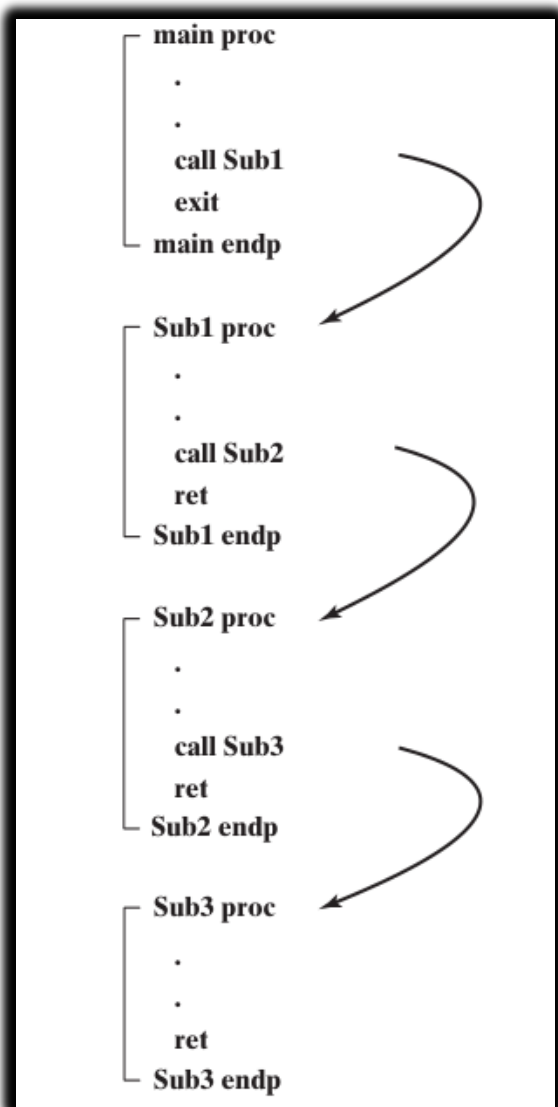 main proc
.
.
call Sub1
exit
main endp
Sub1 proc
.
.
call Sub2
ret
Sub1 endp
Sub2 proc
.
.
call Sub3
ret
Sub2 endp
Sub3 proc
.
.
ret
Sub3 endp